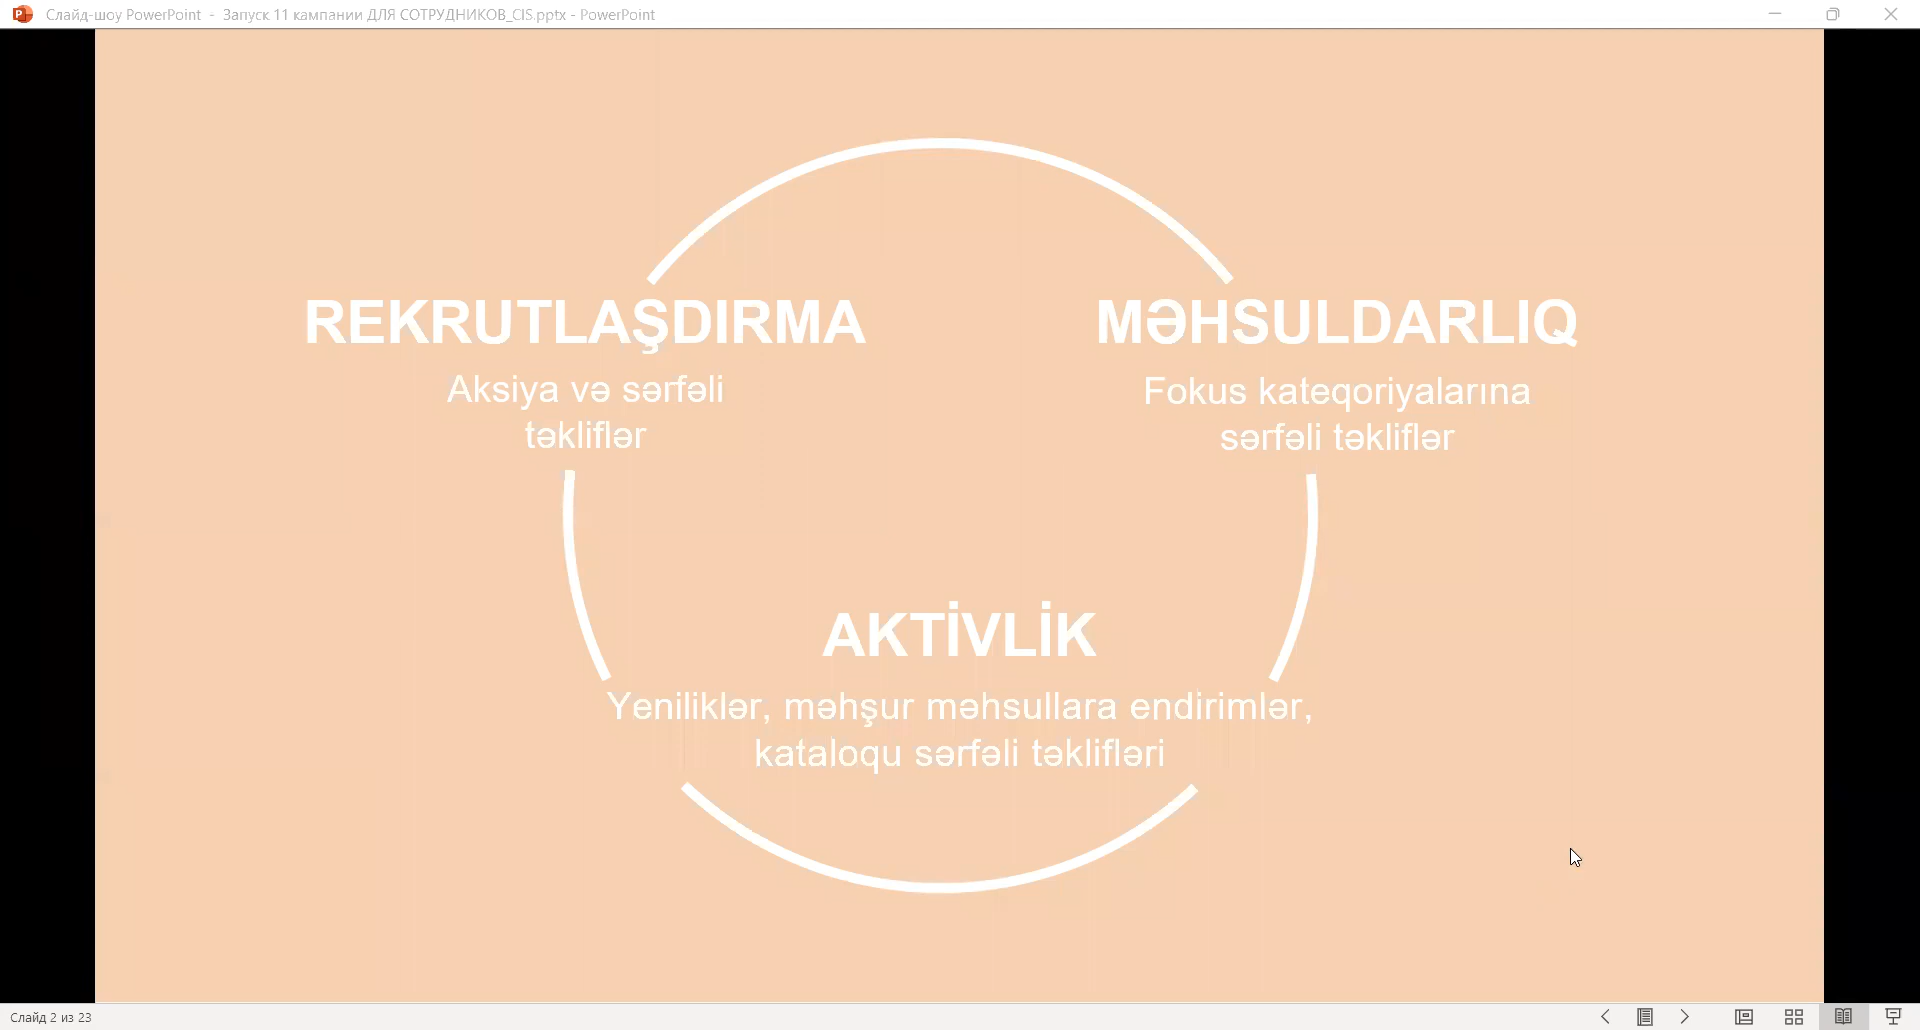 Слайд-шоу PowerPoint - Запуск 11 кампании ДЛЯ СОТРУДНИКОВ_CIS.pptx - PowerPoint
REKRUTLAŞDIRMA
Aksiya və sərfəli
təkliflər
MƏHSULDARLIQ
Fokus kateqoriyalarına
sərfəli təkliflər
AKTİVLİK
Yeniliklər, məhşur məhsullara endirimlər,
kataloqu sərfəli təklifləri
Слайд 2 из 23